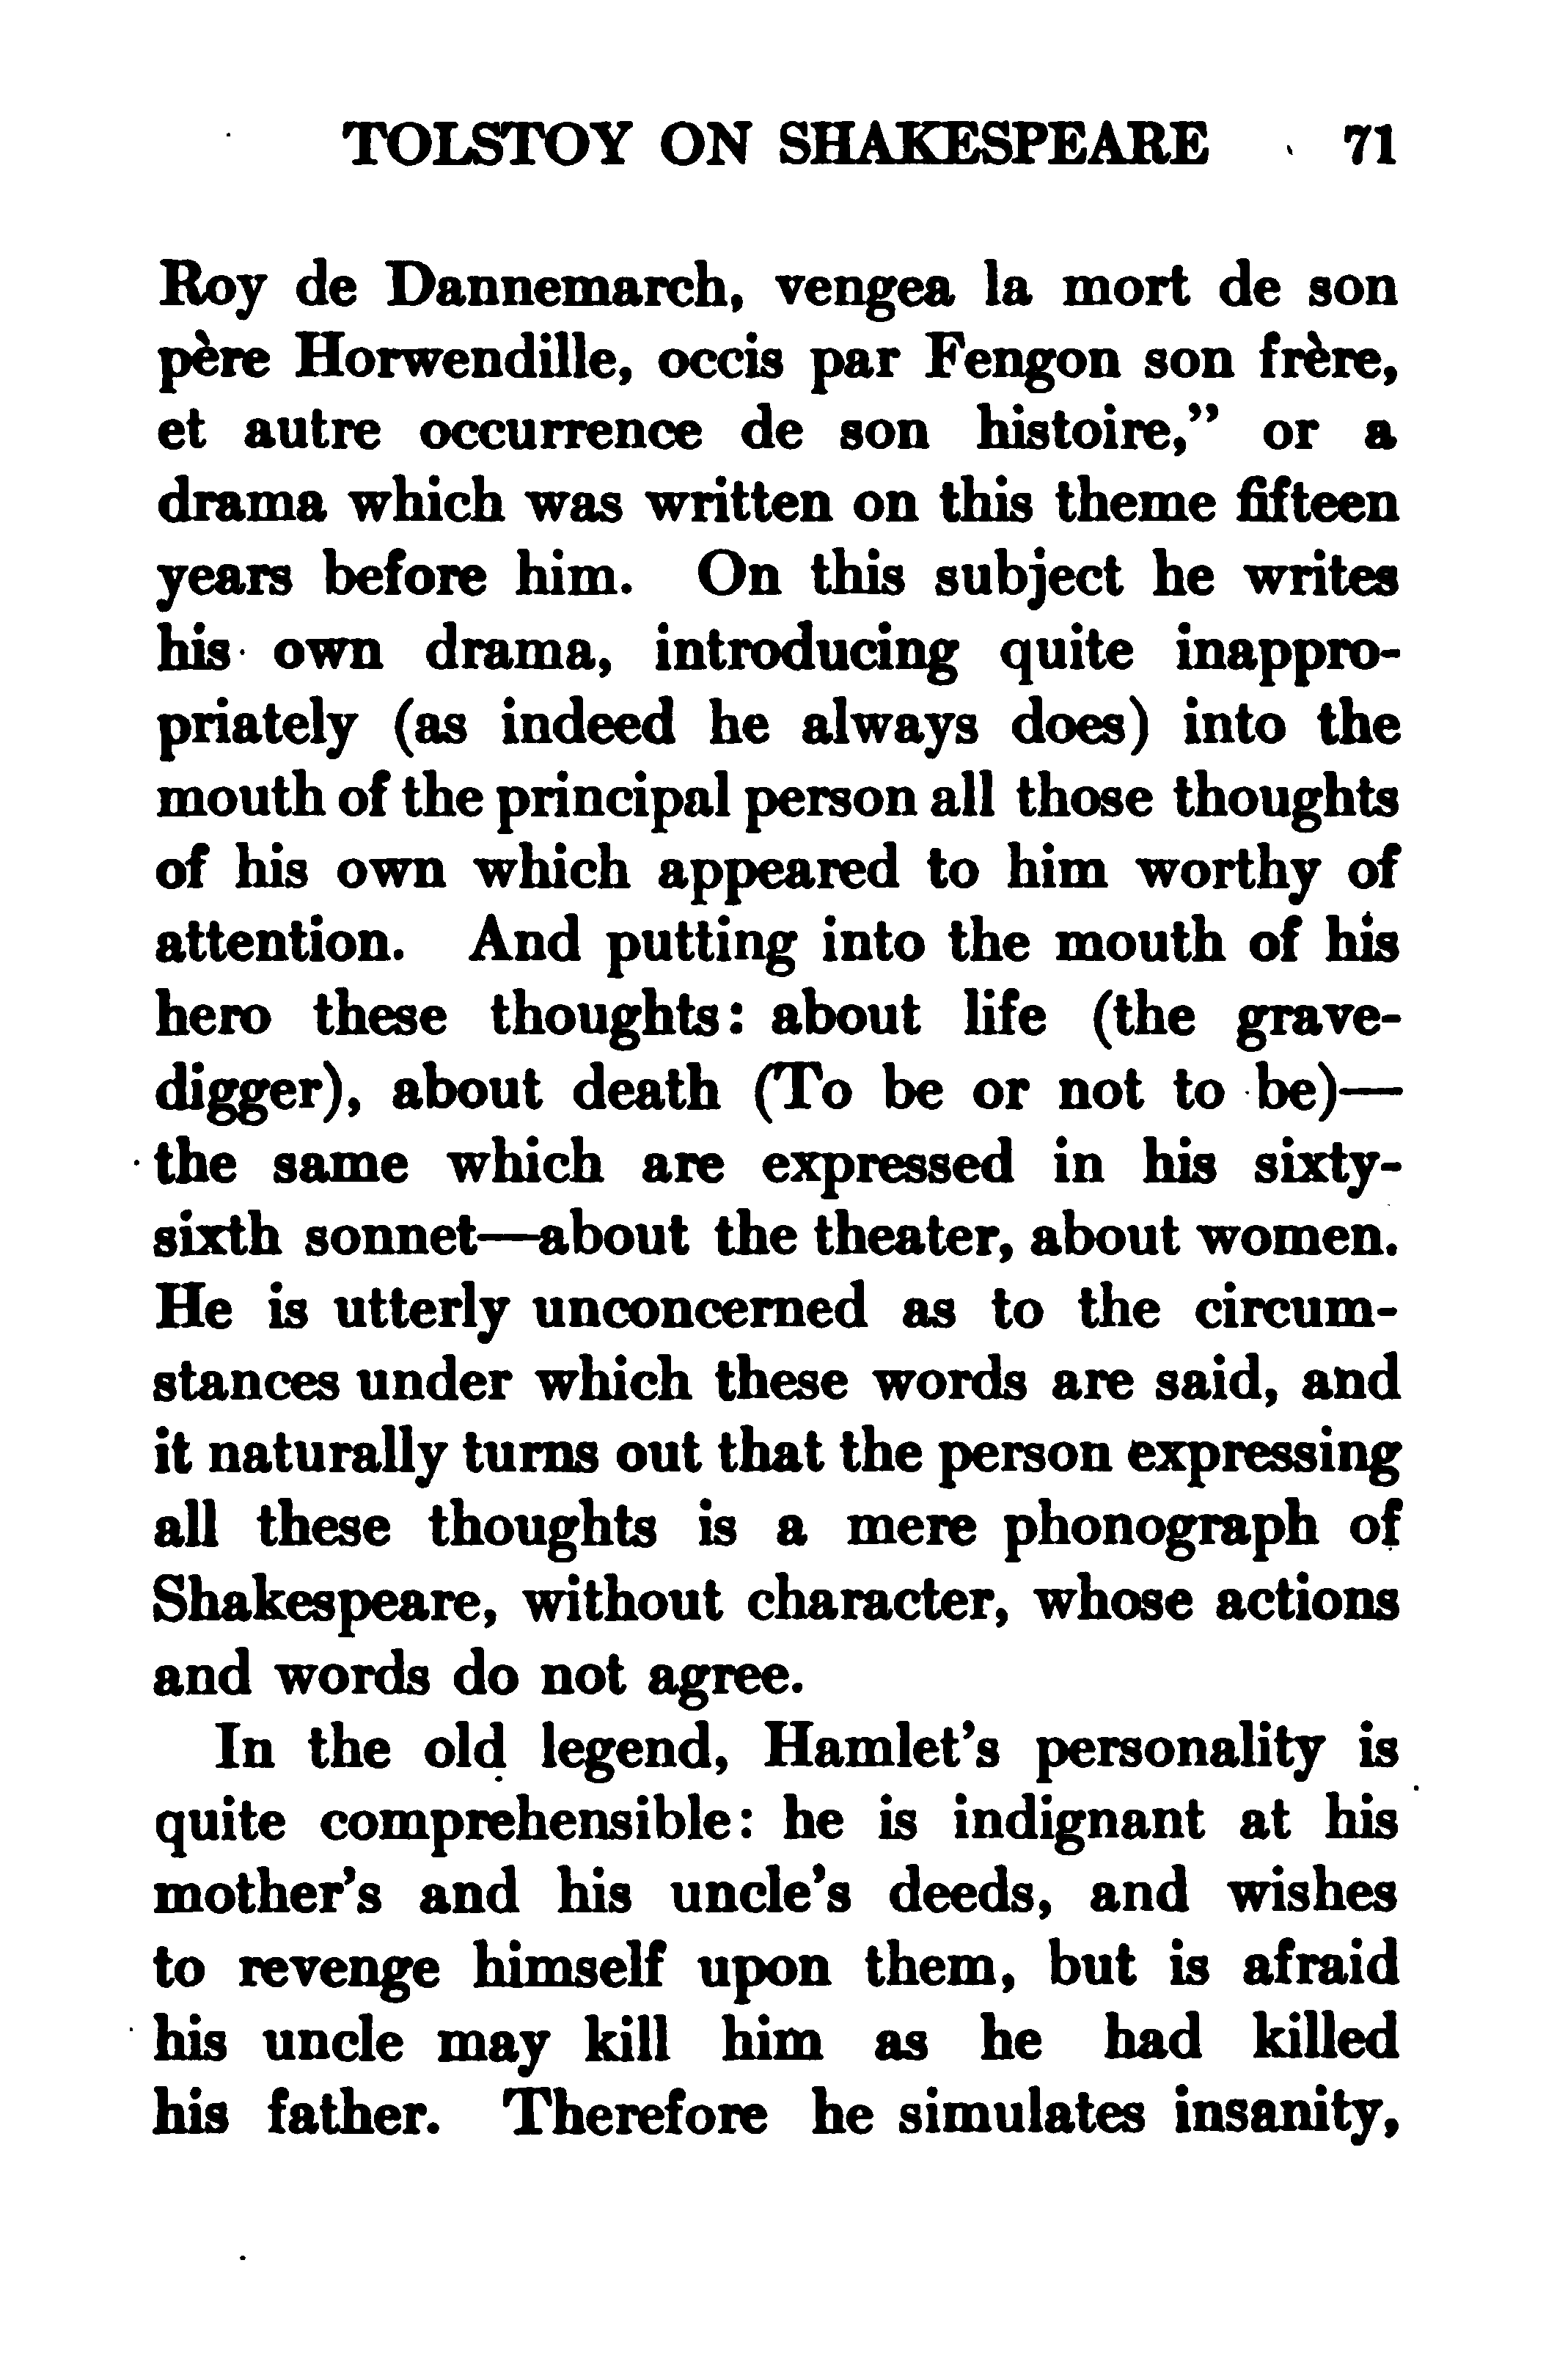 TOLSTOY ON SHAKESPEARE 71
Roy de Dannemarch, vengea la mort de son
père Horwendille, occis par Fengon son frère,
et autre occurrence de son histoire,” or a
drama which was written on this theme fifteen
years before him. On this subject he writes
his own drama, introducing quite inappro-
priately (as indeed he always does) into the
mouth of the principal person all those thoughts
of his own which appeared to him worthy of
attention. And putting into the mouth of his
hero these thoughts: about life (the grave-
digger), about death (To be or not to be)—
the same which are expressed in his sixty-
sixth sonnet—about the theater, about women.
He is utterly unconcerned as to the circum-
stances under which these words are said, and
it naturally turns out that the person expressing
all these thoughts is a mere phonograph of
Shakespeare, without character, whose actions
and words do not agree.
In the old legend, Hamlet’s personality is
quite comprehensible: he is indignant at his
mother’s and his uncle’s deeds, and wishes
to revenge himself upon them, but is afraid
his uncle may kill him as he had killed
his father. Therefore he simulates insanity,